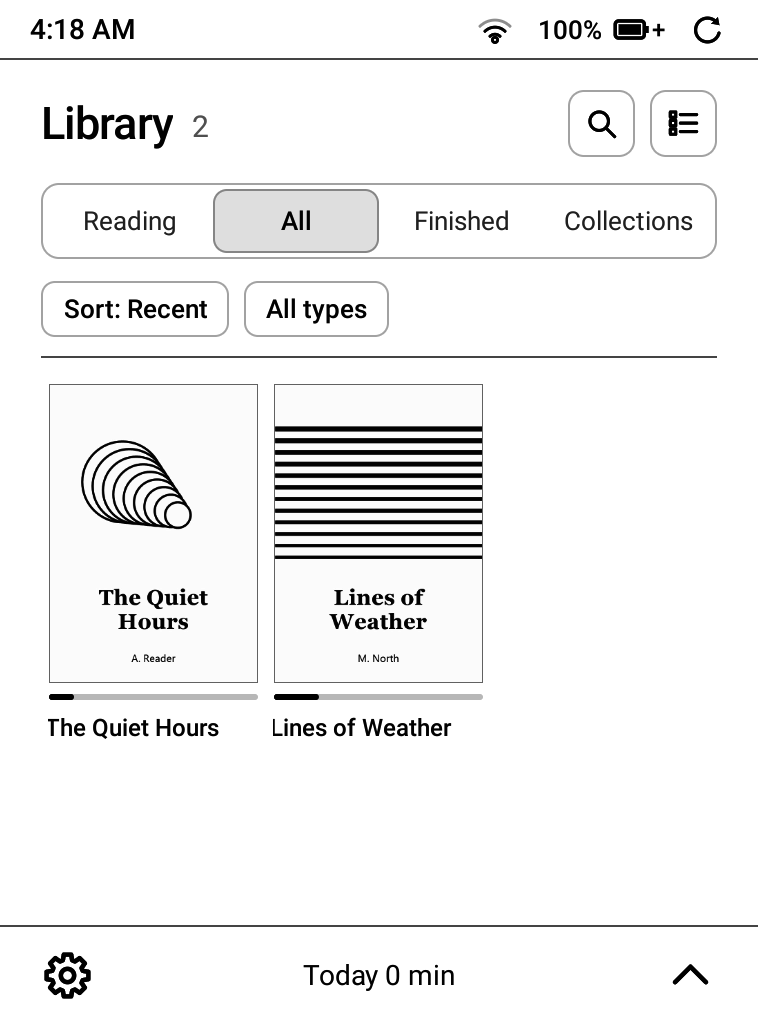 4:18 AM 100%
Library 2
Reading All Finished Collections
Sort: Recent All types
The Quiet
Hours
A. Reader
Lines of
Weather
M. North
The Quiet Hours
Lines of Weather
Today 0 min